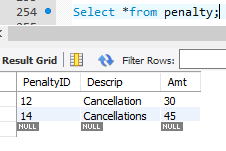 254 Select *from penalty;
255
Result Grid Filter Rows:
PenaltyID Descrip Amt
12 Cancellation 30
14 Cancellations 45
NULL NULL NULL